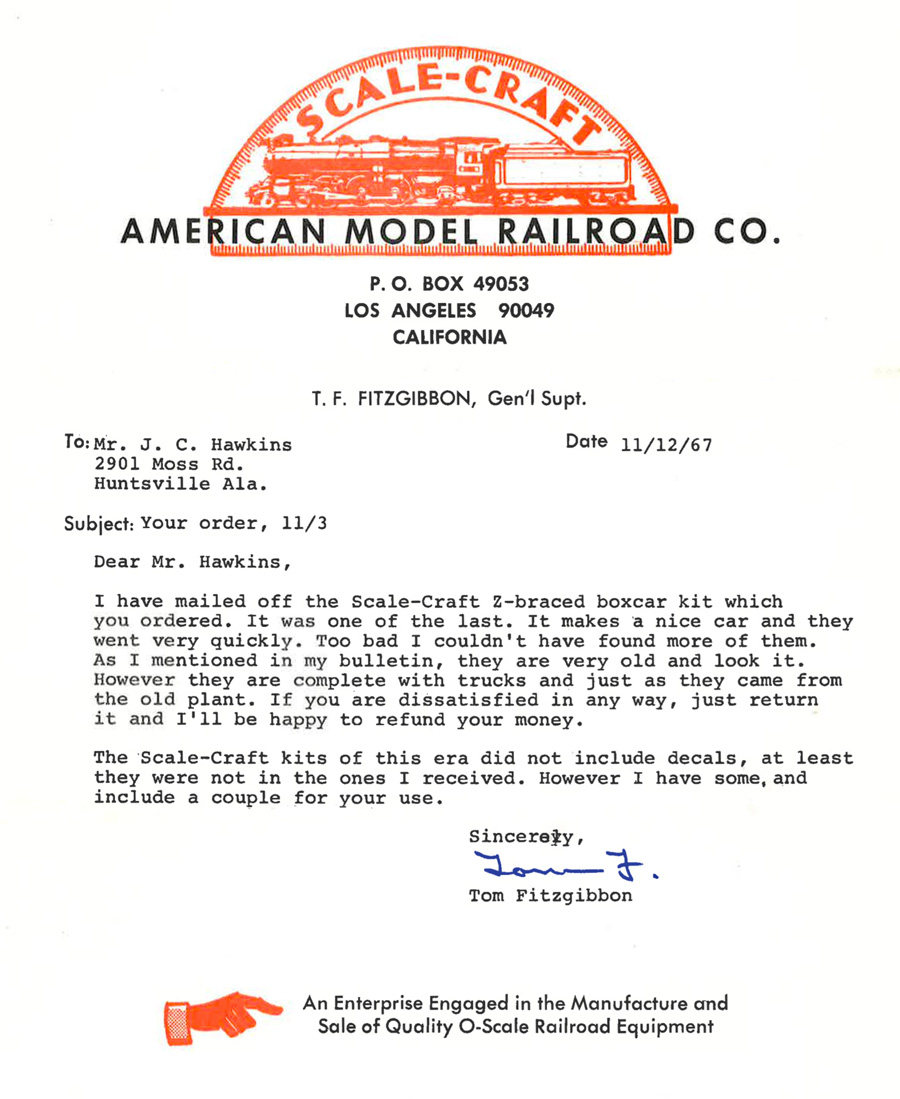 SCALE-CRAFT
AMERICAN MODEL RAILROAD CO.
P. O. BOX 49053
LOS ANGELES 90049
CALIFORNIA
T. F. FITZGIBBON, Gen'l Supt.
To: Mr. J. C. Hawkins
2901 Moss Rd.
Huntsville Ala.
Date 11/12/67
Subject: Your order, 11/3
Dear Mr. Hawkins,
I have mailed off the Scale-Craft Z-braced boxcar kit which
you ordered. It was one of the last. It makes a nice car and they
went very quickly. Too bad I couldn't have found more of them.
As I mentioned in my bulletin, they are very old and look it.
However they are complete with trucks and just as they came from
the old plant. If you are dissatisfied in any way, just return
it and I'll be happy to refund your money.
The Scale-Craft kits of this era did not include decals, at least
they were not in the ones I received. However I have some, and
include a couple for your use.
Sincerely,
Tom F.
Tom Fitzgibbon
An Enterprise Engaged in the Manufacture and
Sale of Quality O-Scale Railroad Equipment